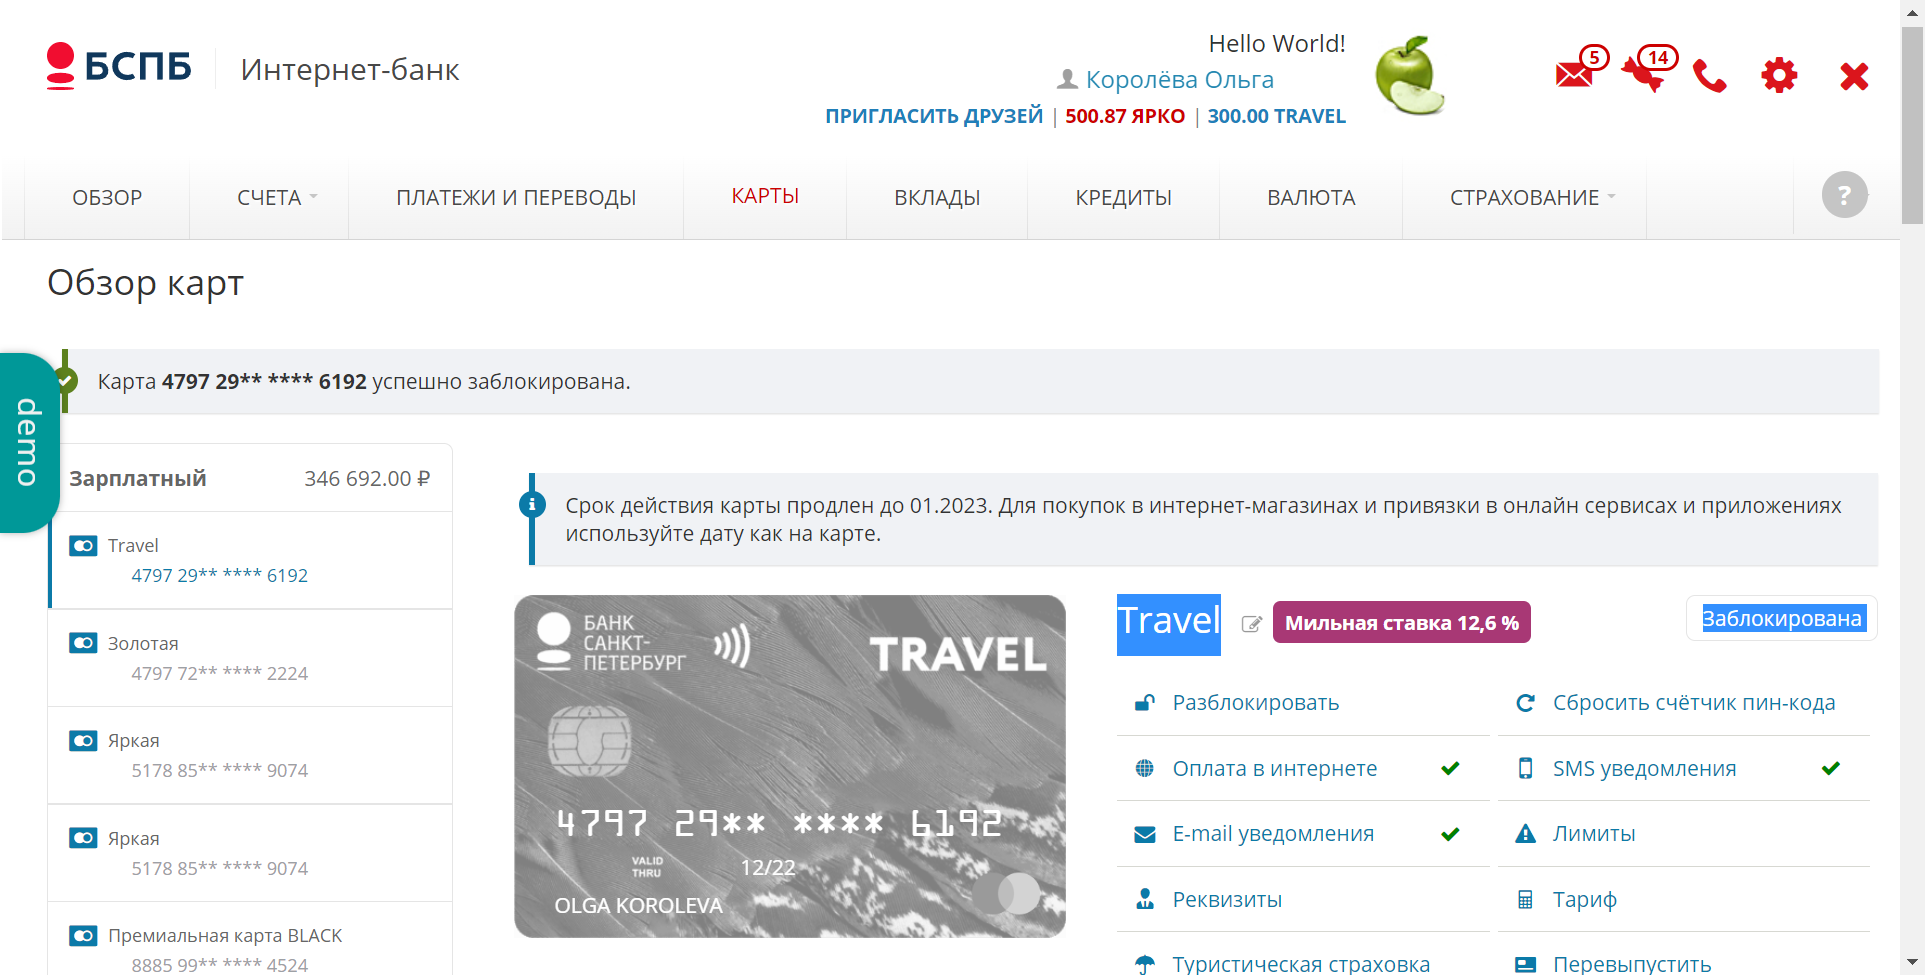 БСПБ
Интернет-банк
Hello World!
Королёва Ольга
ПРИГЛАСИТЬ ДРУЗЕЙ | 500.87 ЯРКО | 300.00 TRAVEL
5
14
ОБЗОР
СЧЕТА
ПЛАТЕЖИ И ПЕРЕВОДЫ
КАРТЫ
ВКЛАДЫ
КРЕДИТЫ
ВАЛЮТА
СТРАХОВАНИЕ
?
Обзор карт
demo
Карта 4797 29** **** 6192 успешно заблокирована.
Зарплатный 346 692.00 ₽
Travel
4797 29** **** 6192
Золотая
4797 72** **** 2224
Яркая
5178 85** **** 9074
Яркая
5178 85** **** 9074
Премиальная карта BLACK
8885 99** **** 4524
Срок действия карты продлен до 01.2023. Для покупок в интернет-магазинах и привязки в онлайн сервисах и приложениях
используйте дату как на карте.
БАНК
САНКТ-
ПЕТЕРБУРГ
TRAVEL
4797 29** **** 6192
VALID
THRU
12/22
OLGA KOROLEVA
Travel
Мильная ставка 12,6 %
Заблокирована
Разблокировать
Сбросить счётчик пин-кода
Оплата в интернете
SMS уведомления
E-mail уведомления
Лимиты
Реквизиты
Тариф
Туристическая страховка
Перевыпустить